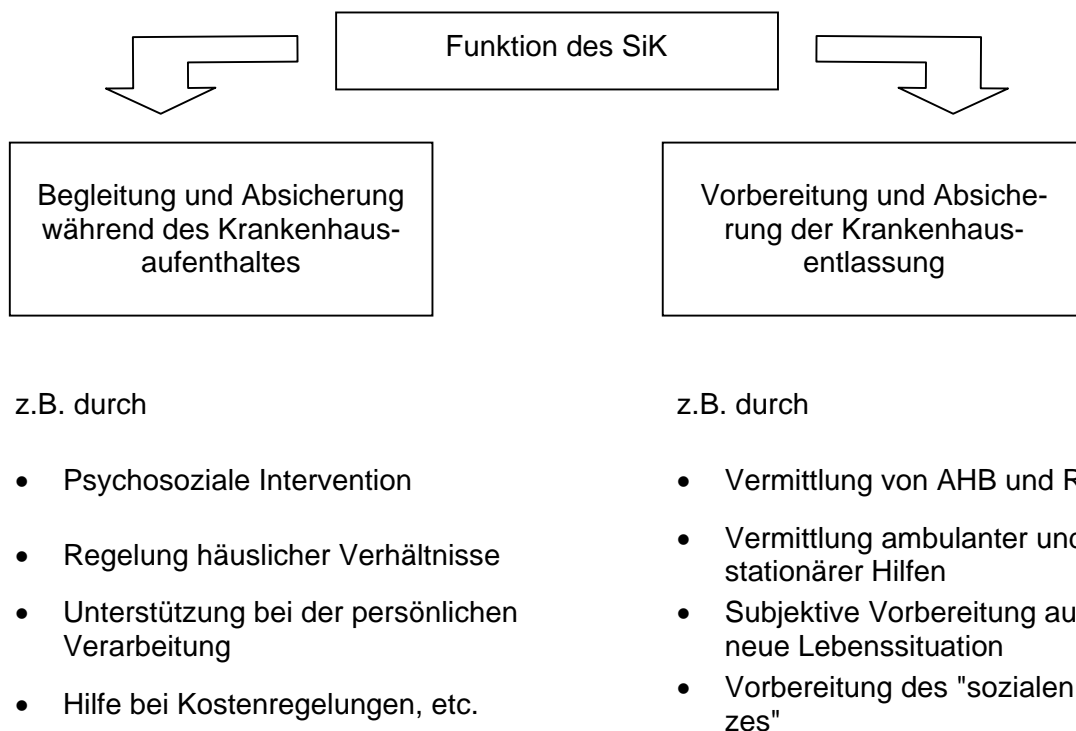 Funktion des SiK
Begleitung und Absicherung
während des Krankenhaus-
aufenthaltes
z.B. durch
• Psychosoziale Intervention
• Regelung häuslicher Verhältnisse
• Unterstützung bei der persönlichen
Verarbeitung
• Hilfe bei Kostenregelungen, etc.
Vorbereitung und Absiche-
rung der Krankenhaus-
entlassung
z.B. durch
• Vermittlung von AHB und
• Vermittlung ambulanter
stationärer Hilfen
• Subjektive Vorbereitung
neue Lebenssituation
• Vorbereitung des "sozialen
zes"